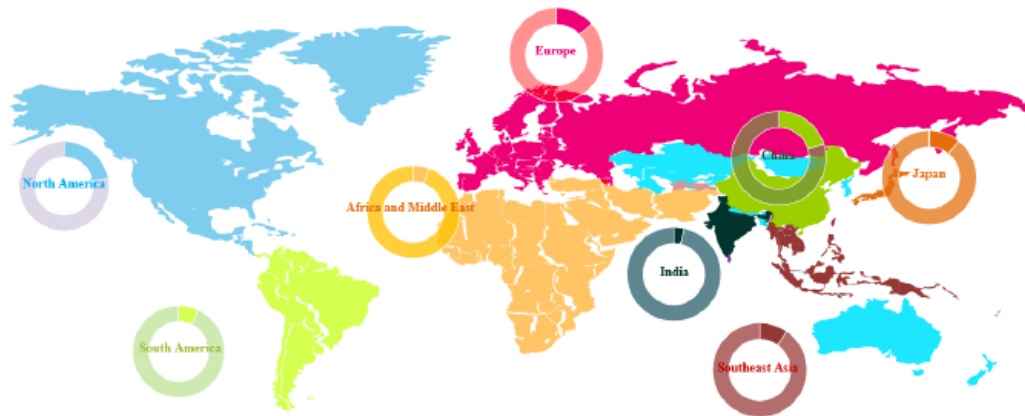 Europe
China
North America
Japan
Africa and Middle East
India
South America
Southeast Asia